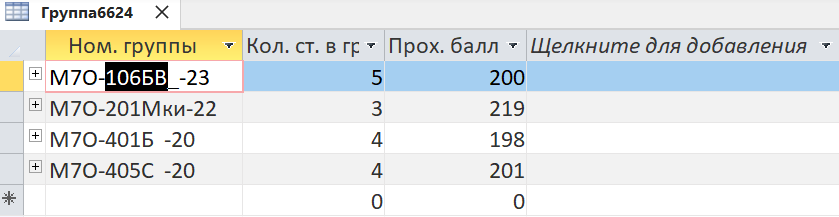 Группа6624
Ном. группы Кол. ст. в гр Прох. балл Щелкните для добавления
М7О-106БВ_-23 5 200
М7О-201Мки-22 3 219
М7О-401Б -20 4 198
М7О-405С -20 4 201
0 0